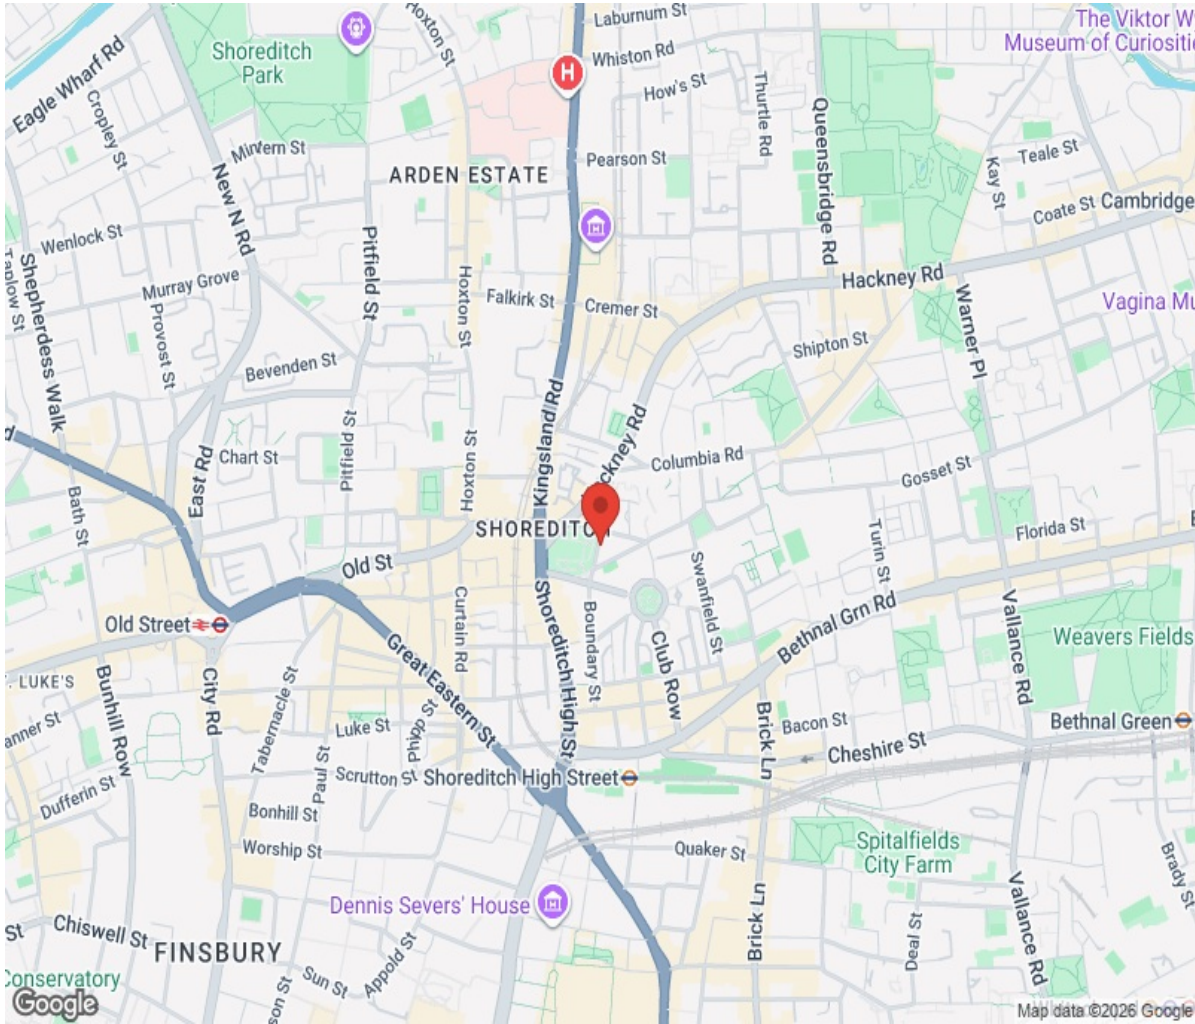 Laburnum St
The Viktor W
Museum of Curiositi
Hoxton St
Whiston Rd
Shoreditch
Park
Eagle Wharf Rd
H
How's St
Thurtle Rd
Queensbridge Rd
Cropley St
Mintern St
Teale St
Pearson St
Kay St
ARDEN ESTATE
New N Rd
Coate St
Cambridge
Wenlock St
Pitfield St
Taplow St
Shepherdess Walk
Murray Grove
Hackney Rd
Hoxton St
Falkirk St
Cremer St
Warner Pl
Vagina Mu
Provost St
Shipton St
Bevenden St
Kingsland Rd
Hackney Rd
Pitfield St
Chart St
East Rd
Hoxton St
Columbia Rd
Gosset St
Bath St
SHOREDITCH
Turin St
Florida St
Old St
Swanfield St
Curtain Rd
Shoreditch High St
Boundary St
Bethnal Grn Rd
Vallance Rd
Old Street
Weavers Fields
Great Eastern St
Club Row
T. LUKE'S
Bunhill Row
City Rd
Tabernacle St
anner St
Luke St
Phipp St
Brick Ln
Bacon St
Bethnal Green
Cheshire St
Paul St
Scrutton St
Shoreditch High Street
Dufferin St
Bonhill St
Worship St
Quaker St
Spitalfields
City Farm
Brady St
Dennis Severs' House
Vallance Rd
Brick Ln
Deal St
St
Chiswell St
FINSBURY
Appold St
Sun St
Conservatory
son St
Google
Map data ©2026 Google